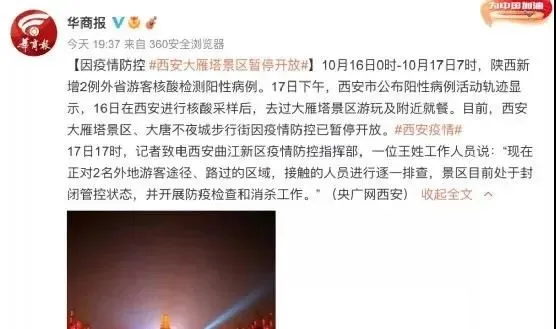 为中国加油
华商报
华商报
今天 19:37 来自 360安全浏览器
【因疫情防控 #西安大雁塔景区暂停开放#】10月16日0时-10月17日7时，陕西新
增2例外省游客核酸检测阳性病例。17日下午，西安市公布阳性病例活动轨迹显
示，16日在西安进行核酸采样后，去过大雁塔景区游玩及附近就餐。目前，西安
大雁塔景区、大唐不夜城步行街因疫情防控已暂停开放。#西安疫情#
17日17时，记者致电西安曲江新区疫情防控指挥部，一位王姓工作人员说：“现在
正对2名外地游客途径、路过的区域，接触的人员进行逐一排查，景区目前处于封
闭管控状态，并开展防疫检查和消杀工作。”（央广网西安） 收起全文